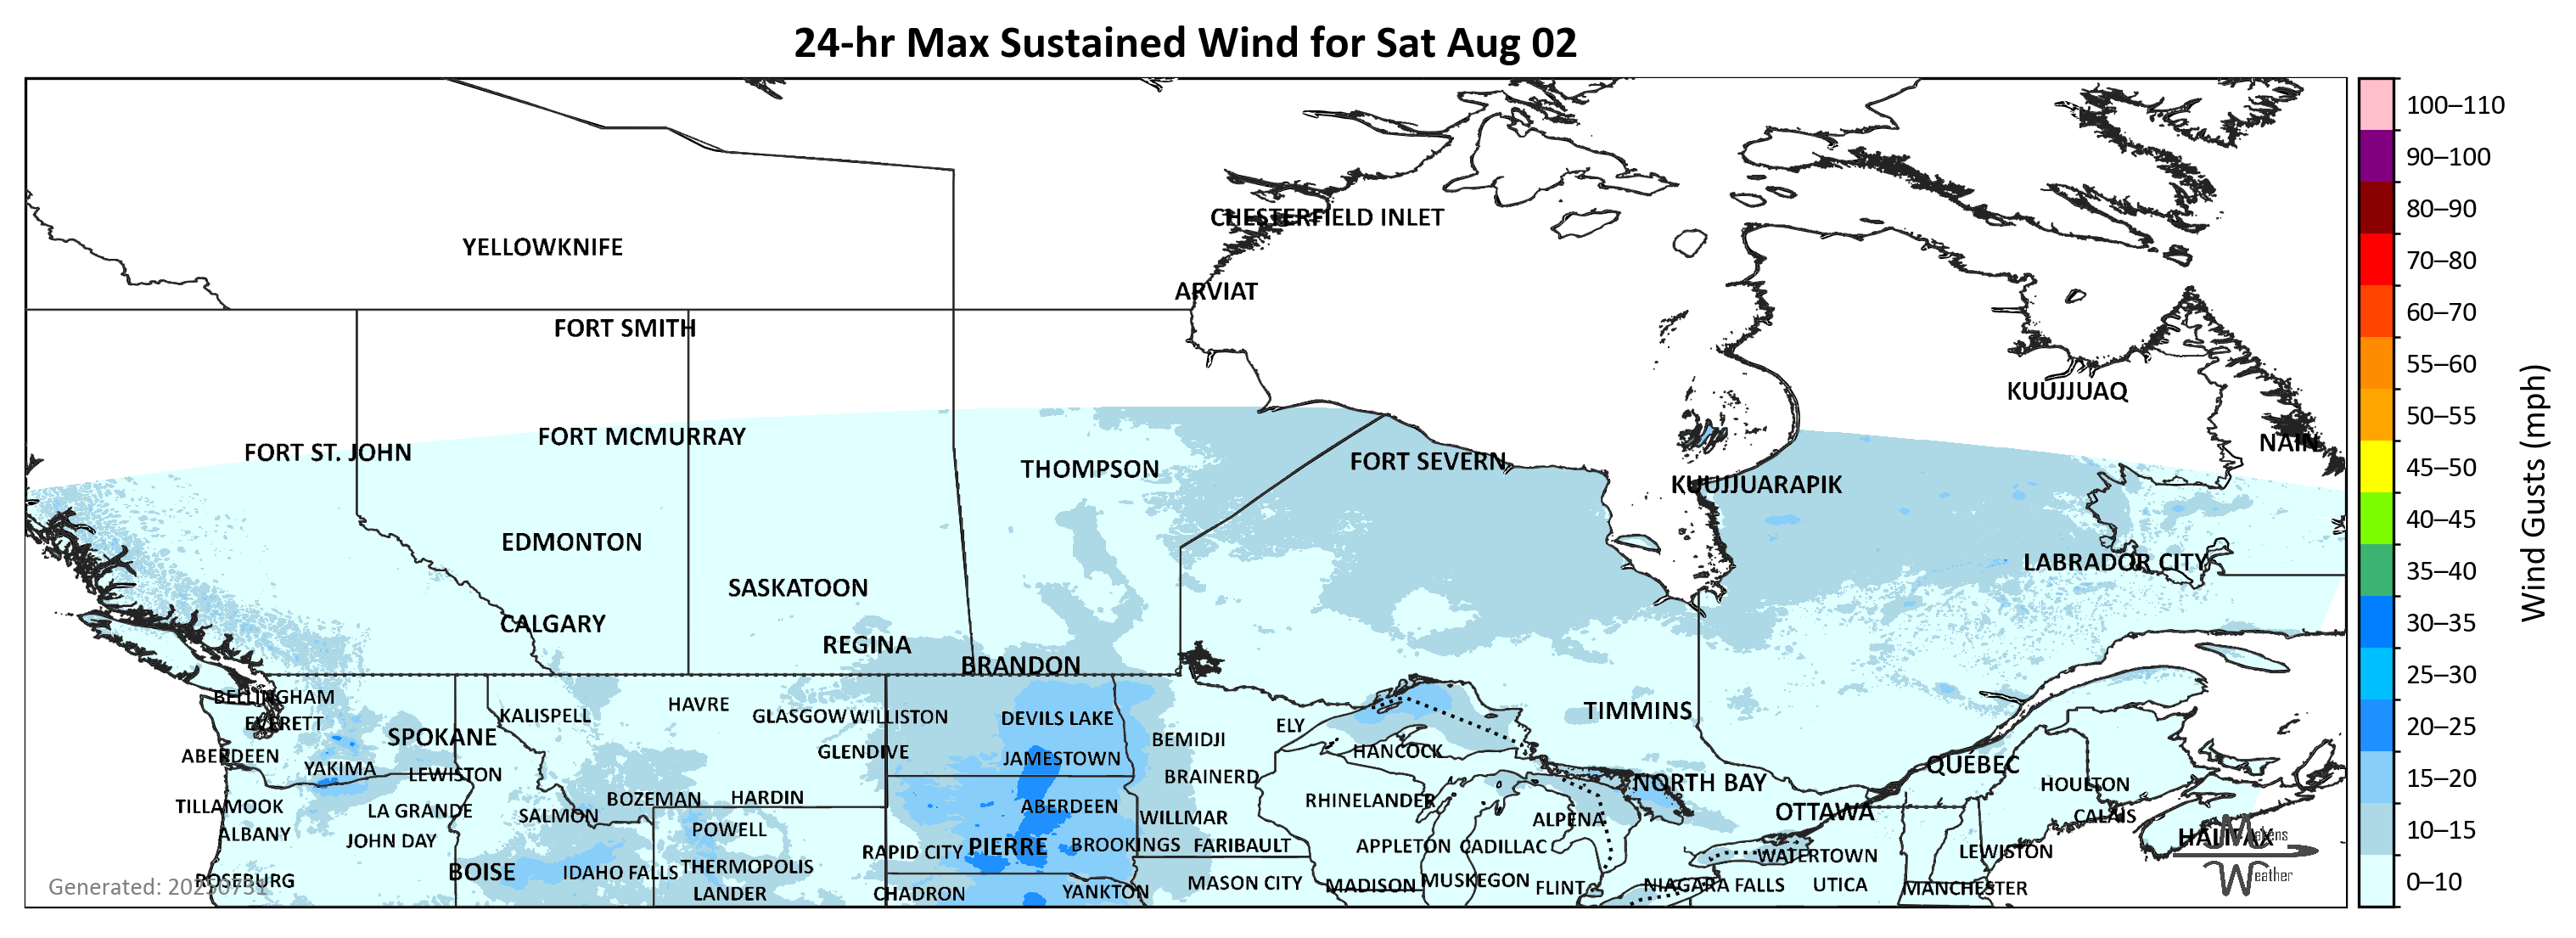 24-hr Max Sustained Wind for Sat Aug 02
100–110
90–100
80–90
70–80
60–70
55–60
50–55
45–50
40–45
35–40
30–35
25–30
20–25
15–20
10–15
0–10
Wind Gusts (mph)
CHESTERFIELD INLET
YELLOWKNIFE
ARVIAT
FORT SMITH
KUUJJUAQ
FORT MCMURRAY
NAIN
FORT ST. JOHN
FORT SEVERN
THOMPSON
KUUJJUARAPIK
EDMONTON
LABRADOR CITY
SASKATOON
CALGARY
REGINA
BRANDON
BELLINGHAM
HAVRE
TIMMINS
KALISPELL
GLASGOW
WILLISTON
DEVILS LAKE
EVERETT
ELY
SPOKANE
BEMIDJI
HANCOCK
GLENDIVE
ABERDEEN
JAMESTOWN
QUÉBEC
YAKIMA
LEWISTON
BRAINERD
NORTH BAY
HOULTON
BOZEMAN
HARDIN
RHINELANDER
TILLAMOOK
ABERDEEN
LA GRANDE
OTTAWA
SALMON
CALAIS
WILLMAR
ALPENA
POWELL
ALBANY
HALIFAX
Makens
JOHN DAY
PIERRE
BROOKINGS
FARIBAULT
APPLETON
CADILLAC
RAPID CITY
LEWISTON
WATERTOWN
THERMOPOLIS
BOISE
IDAHO FALLS
Weather
ROSEBURG
MUSKEGON
MASON CITY
MADISON
NIAGARA FALLS
UTICA
Generated: 20250731
FLINT
MANCHESTER
YANKTON
LANDER
CHADRON